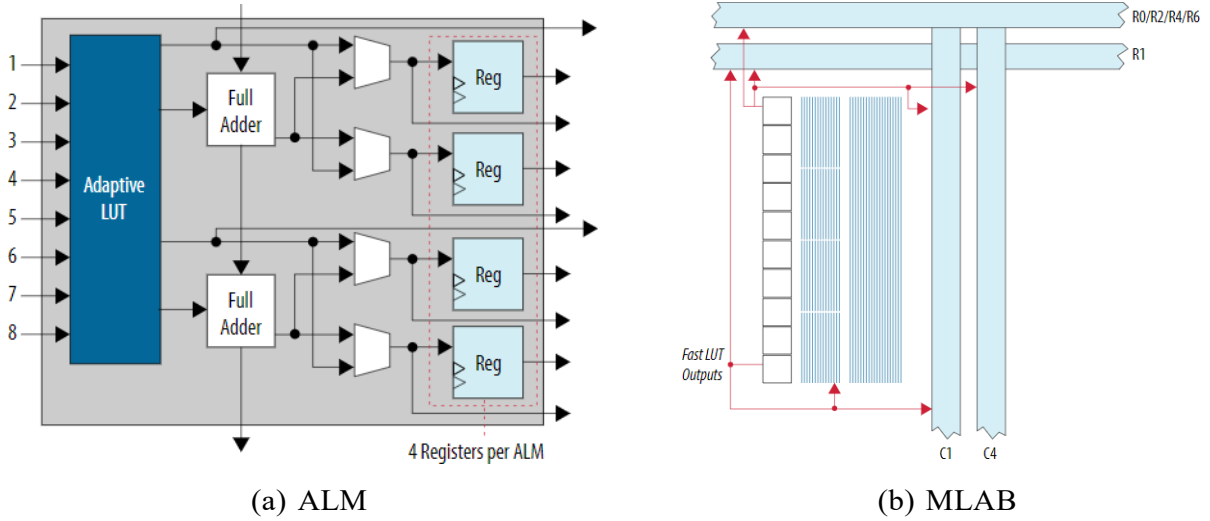 1
2
3
4
5
6
7
8
Adaptive
LUT
Full
Adder
Full
Adder
Reg
Reg
Reg
Reg
4 Registers per ALM
(a) ALM
R0/R2/R4/R6
R1
Fast LUT
Outputs
C1
C4
(b) MLAB